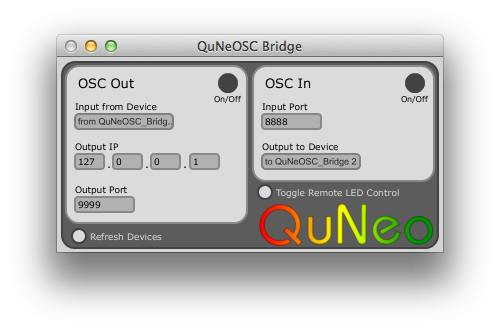 QuNeOSC Bridge
OSC Out
On/Off
Input from Device
from QuNeOSC_Bridg..
Output IP
127 . 0 . 0 . 1
Output Port
9999
Refresh Devices
OSC In
On/Off
Input Port
8888
Output to Device
to QuNeOSC_Bridge 2
Toggle Remote LED Control
QuNeo